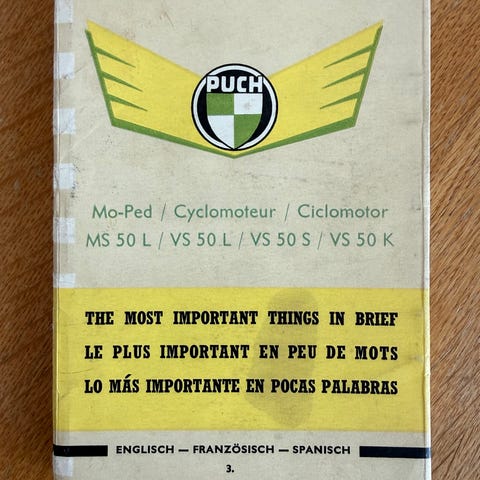 PUCH
Mo-Ped / Cyclomoteur / Ciclomotor
MS 50 L / VS 50 L / VS 50 S / VS 50 K
THE MOST IMPORTANT THINGS IN BRIEF
LE PLUS IMPORTANT EN PEU DE MOTS
LO MÁS IMPORTANTE EN POCAS PALABRAS
ENGLISCH — FRANZÖSISCH — SPANISCH
3.